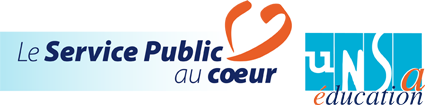 Le Service Public
au coeur
uNSa
éducation